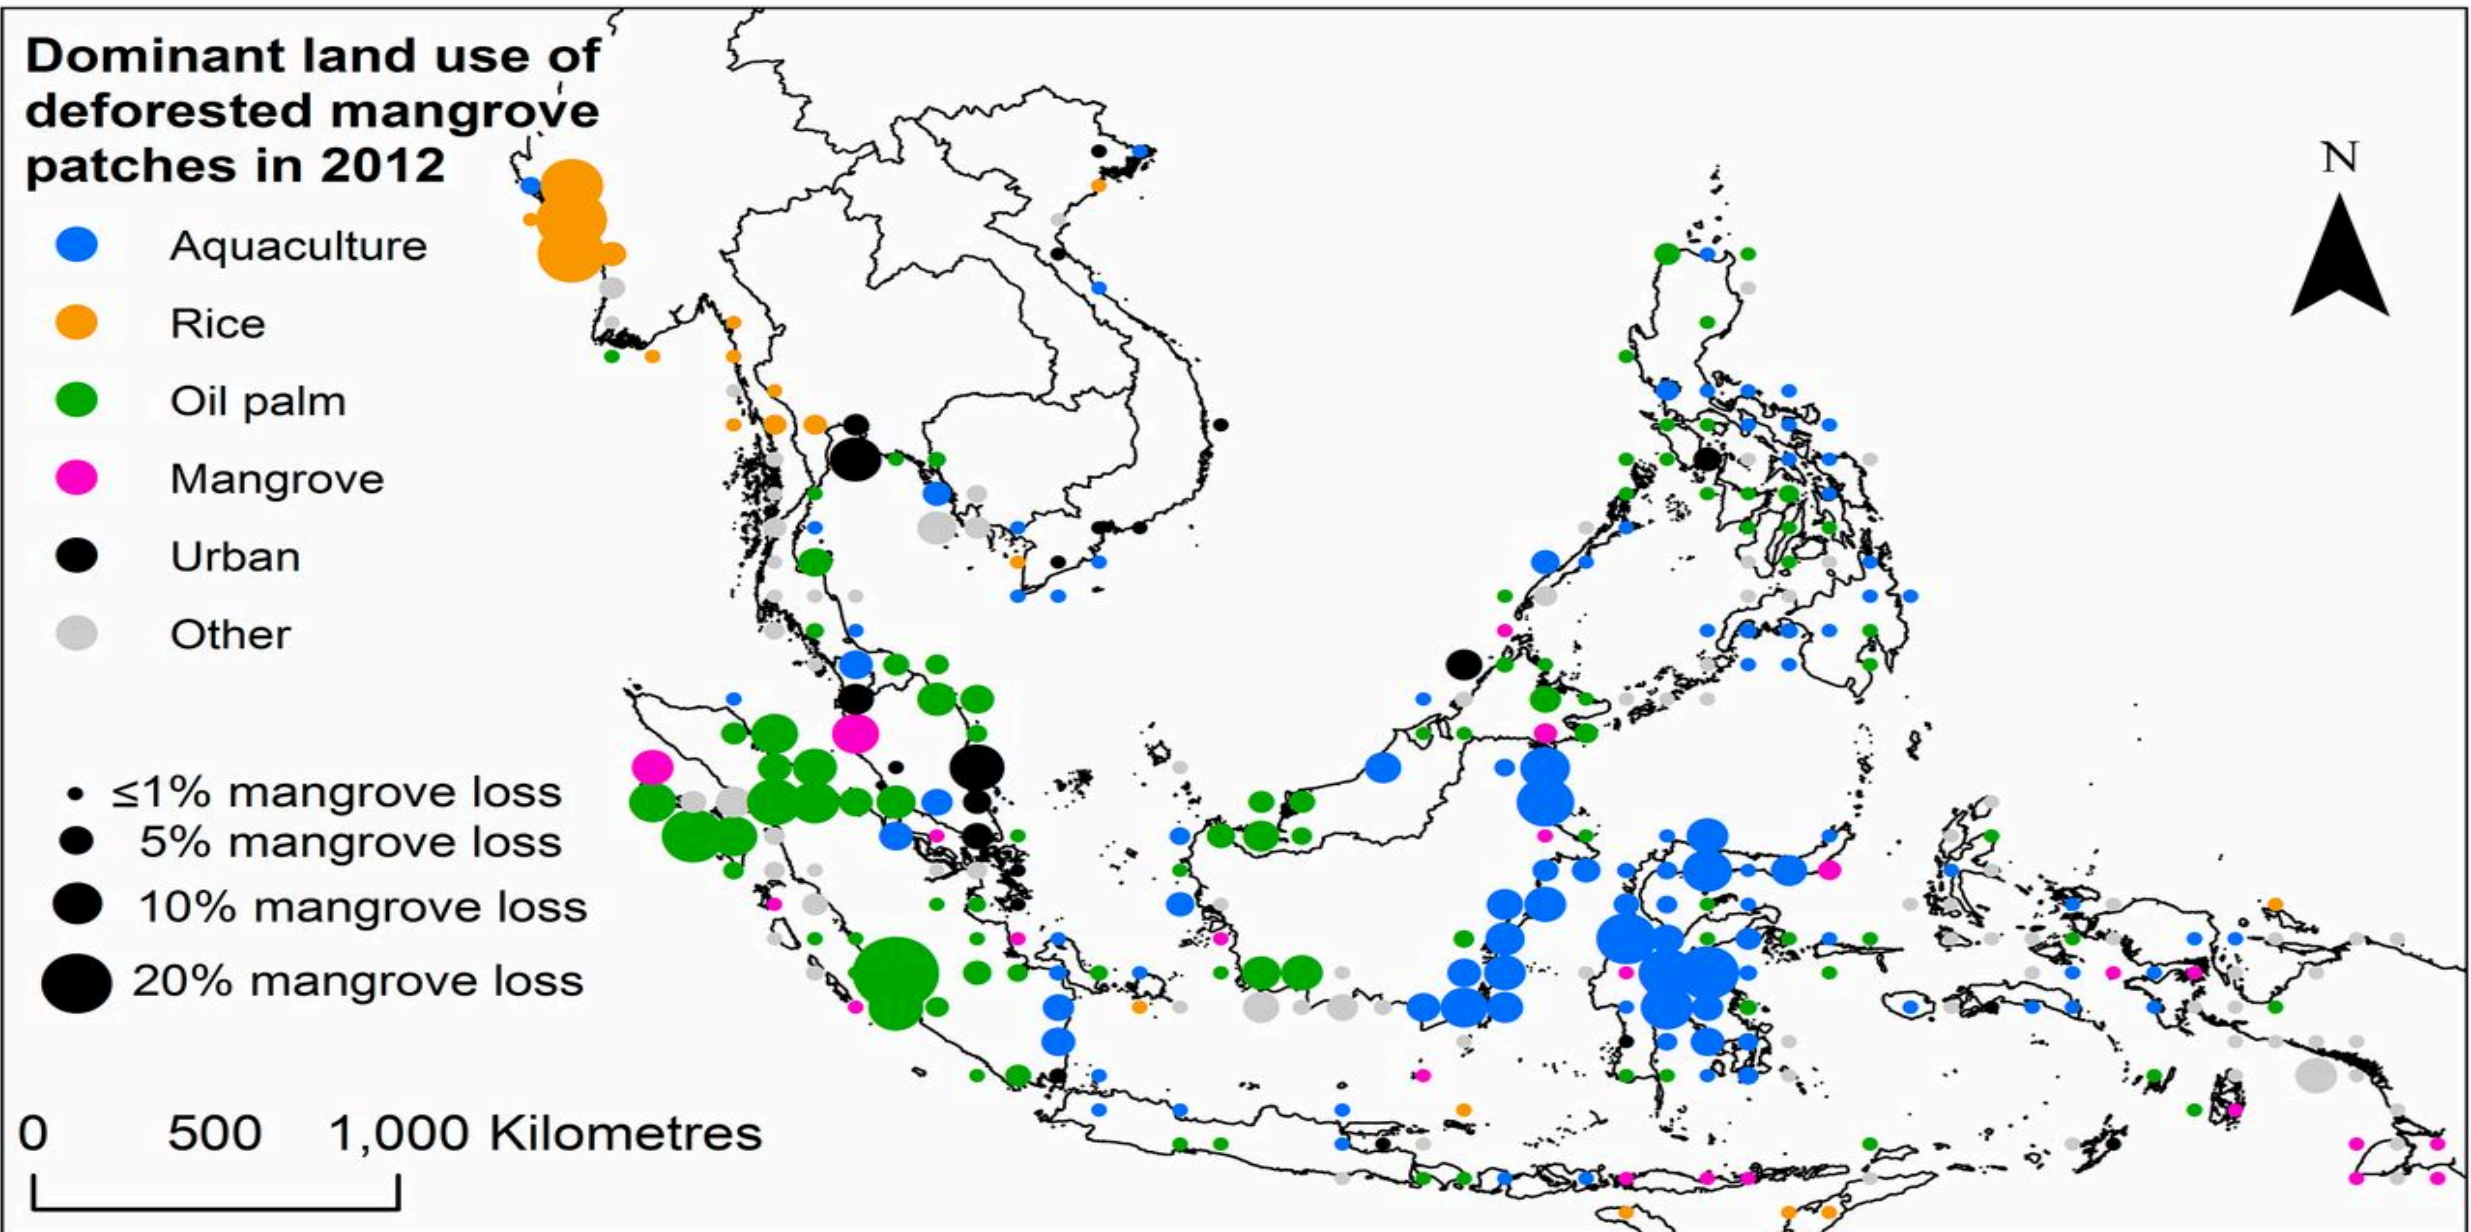 Dominant land use of
deforested mangrove
patches in 2012
Aquaculture
Rice
Oil palm
Mangrove
Urban
Other
≤1% mangrove loss
5% mangrove loss
10% mangrove loss
20% mangrove loss
0 500 1,000 Kilometres
N